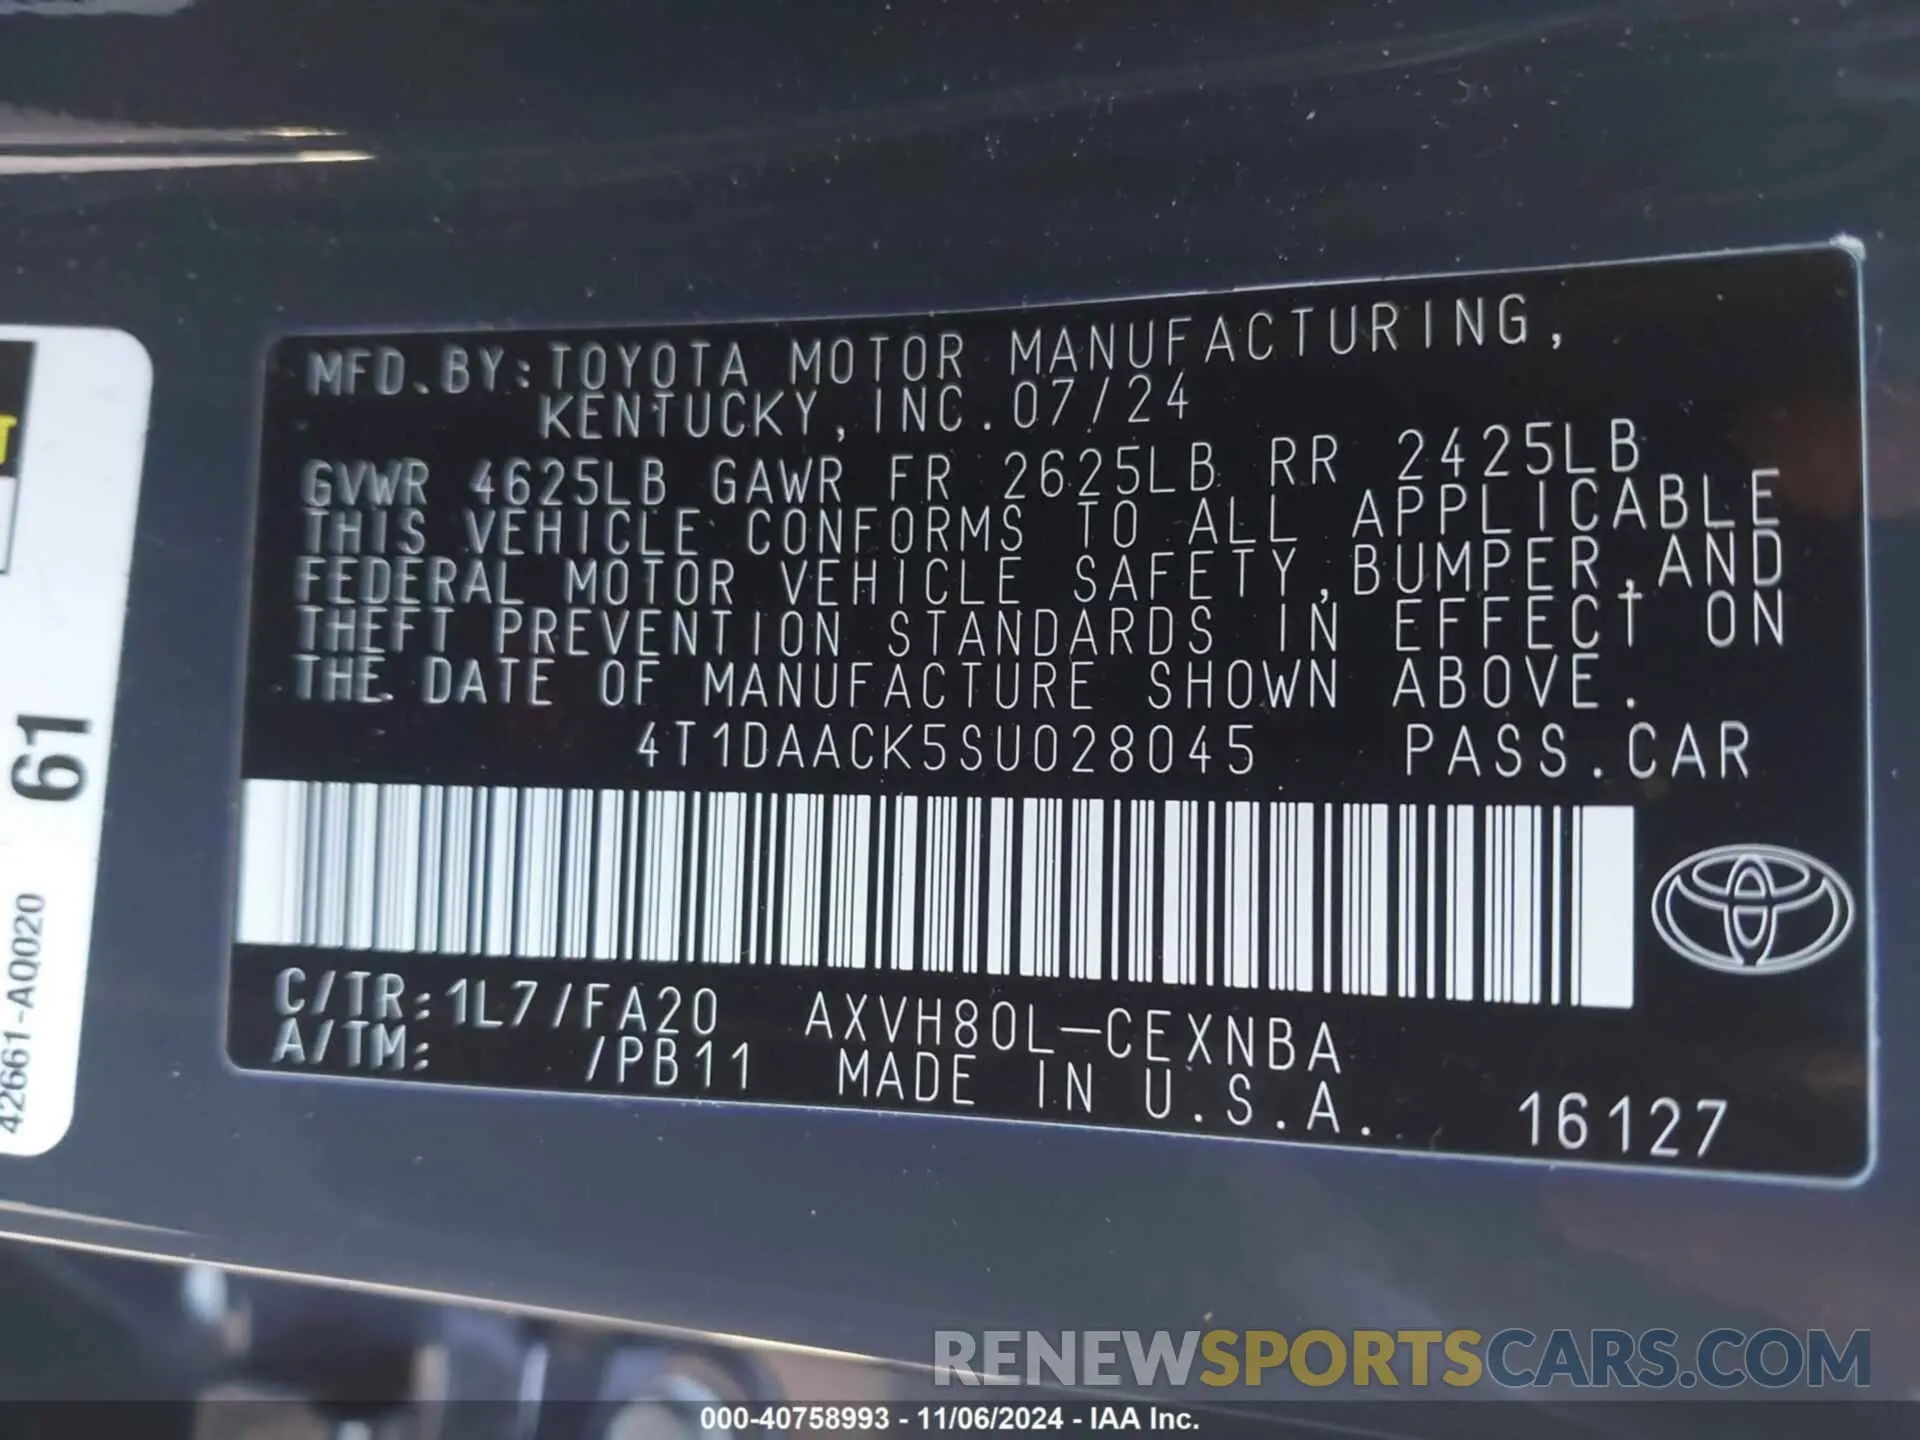 MFD.BY:TOYOTA MOTOR MANUFACTURING,
KENTUCKY,INC.07/24
GVWR 4625LB GAWR FR 2625LB RR 2425LB
THIS VEHICLE CONFORMS TO ALL APPLICABLE
FEDERAL MOTOR VEHICLE SAFETY,BUMPER,AND
THEFT PREVENTION STANDARDS IN EFFECT ON
THE DATE OF MANUFACTURE SHOWN ABOVE.
4T1DAACK5SU028045 PASS.CAR
C/TR:1L7/FA20 AXVH80L-CEXNBA
A/TM: /PB11 MADE IN U.S.A. 16127
61
42661-AQ020
RENEWSPORTSCARS.COM
000-40758993 - 11/06/2024 - IAA Inc.